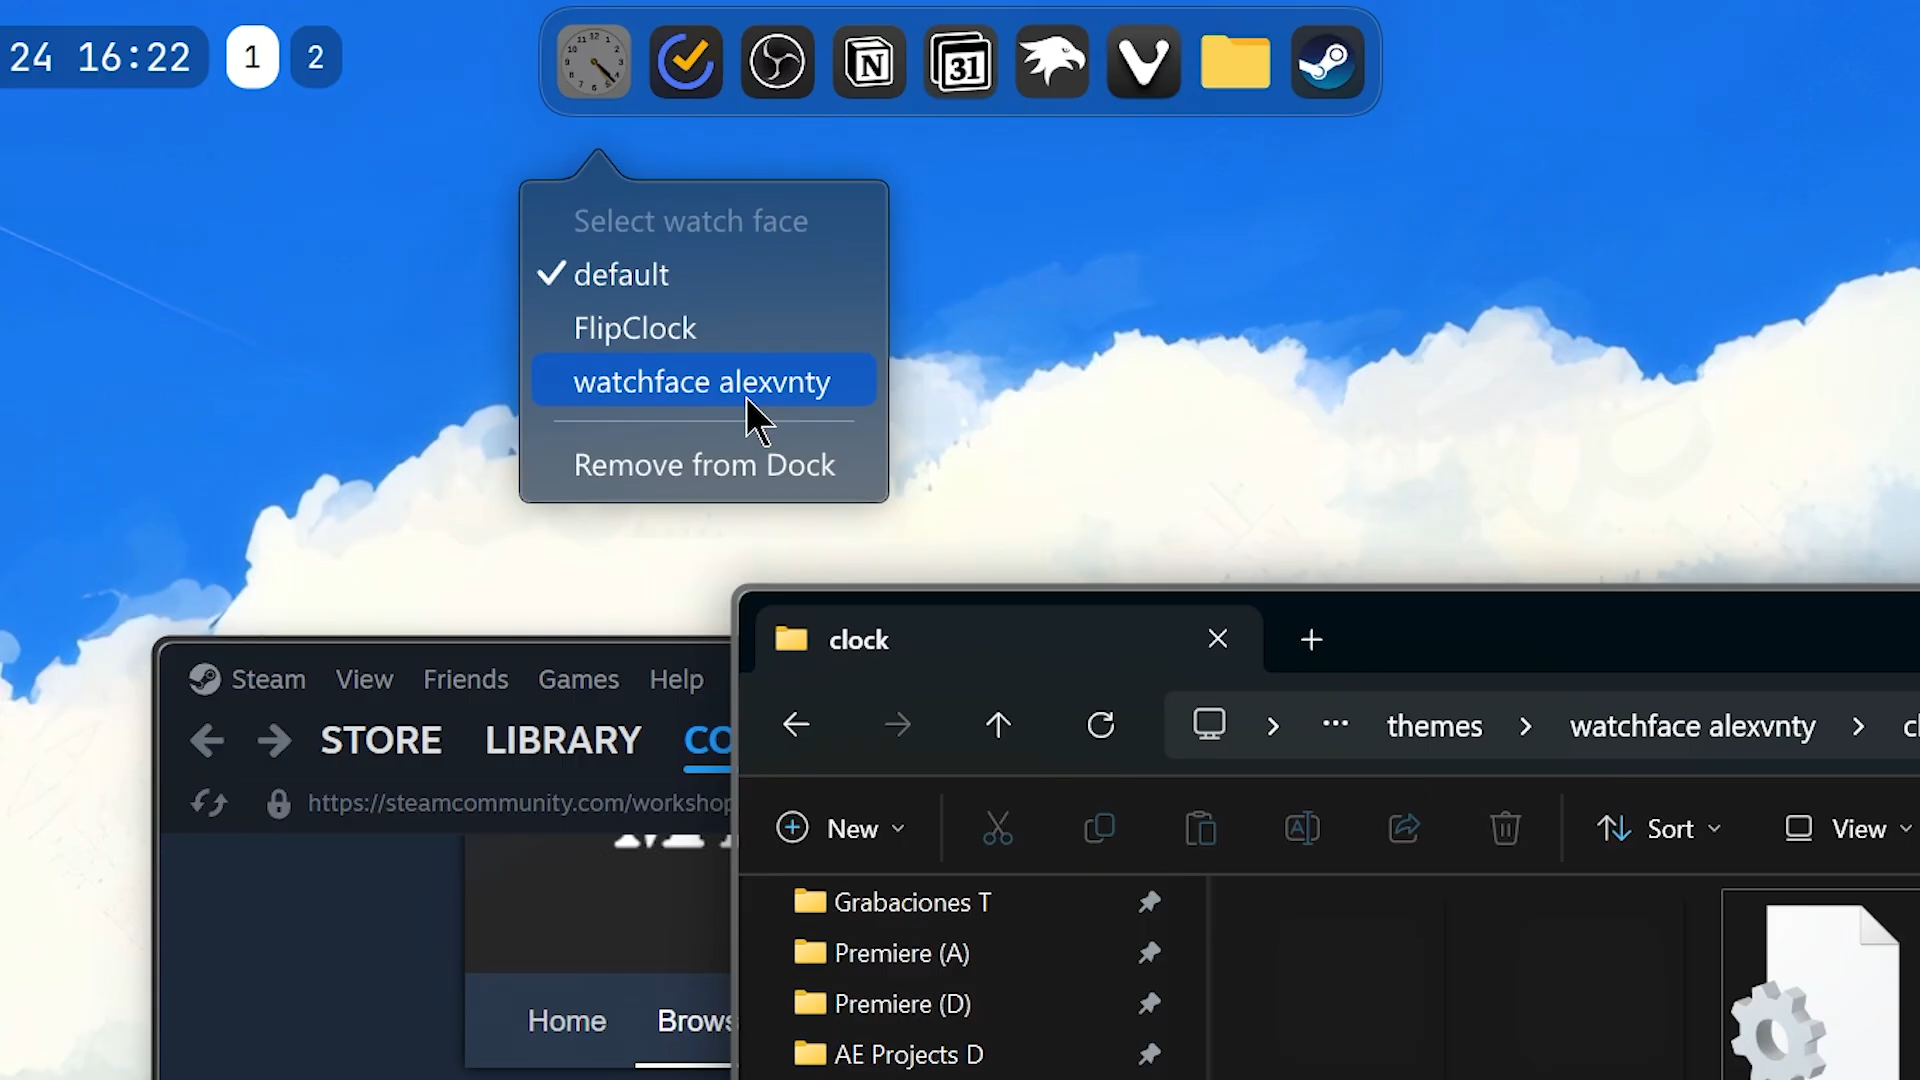 24 16:22
1
2
31
Select watch face
default
FlipClock
watchface alexvnty
Remove from Dock
Steam View Friends Games Help
STORE LIBRARY CO
https://steamcommunity.com/workshop
Home Brows
clock
themes > watchface alexvnty >
New
Sort
View
Grabaciones T
Premiere (A)
Premiere (D)
AE Projects D